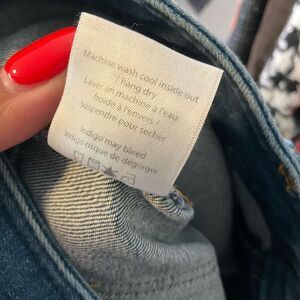 Machine wash cool inside out
hang dry
Laver en machine à l'eau
froide à l'envers
suspendre pour sécher
Indigo may bleed
Indigo risque de dégorger